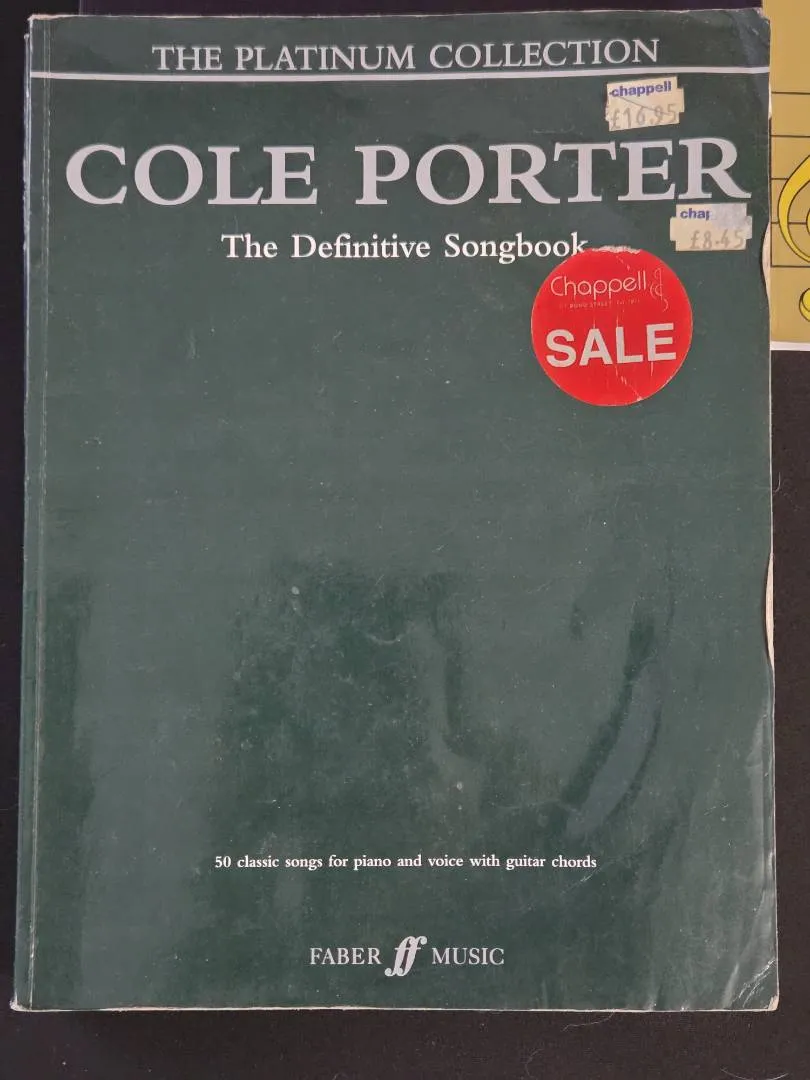 THE PLATINUM COLLECTION
chappell
£16.95
COLE PORTER
chap
£8.45
The Definitive Songbook
Chappell
SALE
50 classic songs for piano and voice with guitar chords
FABER ff MUSIC